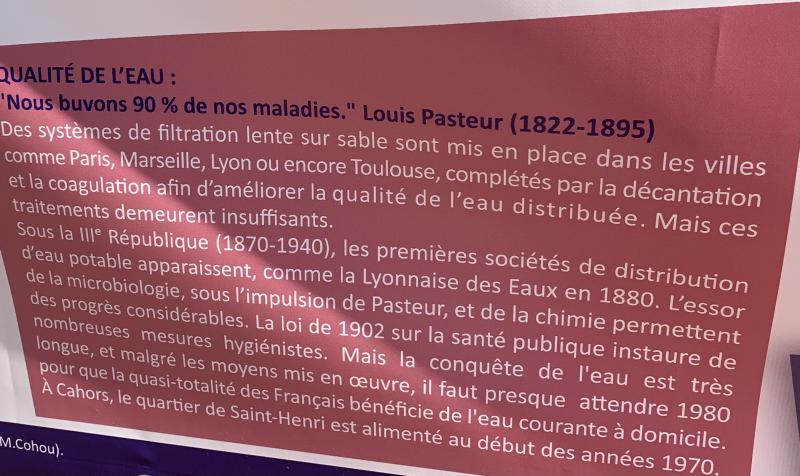 QUALITÉ DE L'EAU :
"Nous buvons 90 % de nos maladies." Louis Pasteur (1822-1895)
Des systèmes de filtration lente sur sable sont mis en place dans les villes
comme Paris, Marseille, Lyon ou encore Toulouse, complétés par la décantation
et la coagulation afin d'améliorer la qualité de l'eau distribuée. Mais ces
traitements demeurent insuffisants.
Sous la IIIe République (1870-1940), les premières sociétés de distribution
d'eau potable apparaissent, comme la Lyonnaise des Eaux en 1880. L'essor
de la microbiologie, sous l'impulsion de Pasteur, et de la chimie permettent
des progrès considérables. La loi de 1902 sur la santé publique instaure de
nombreuses mesures hygiénistes. Mais la conquête de l'eau est très
longue, et malgré les moyens mis en œuvre, il faut presque attendre 1980
pour que la quasi-totalité des Français bénéficie de l'eau courante à domicile.
À Cahors, le quartier de Saint-Henri est alimenté au début des années 1970.
M.Cohou).